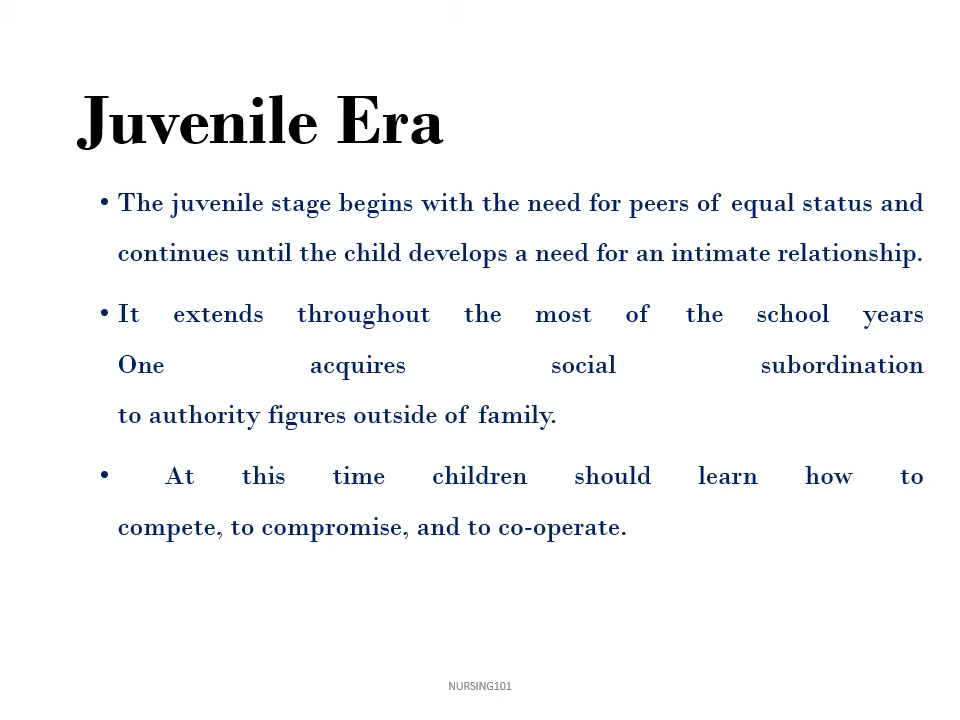 Juvenile Era
• The juvenile stage begins with the need for peers of equal status and
continues until the child develops a need for an intimate relationship.
• It extends throughout the most of the school years
One acquires social subordination
to authority figures outside of family.
• At this time children should learn how to
compete, to compromise, and to co-operate.
NURSING101